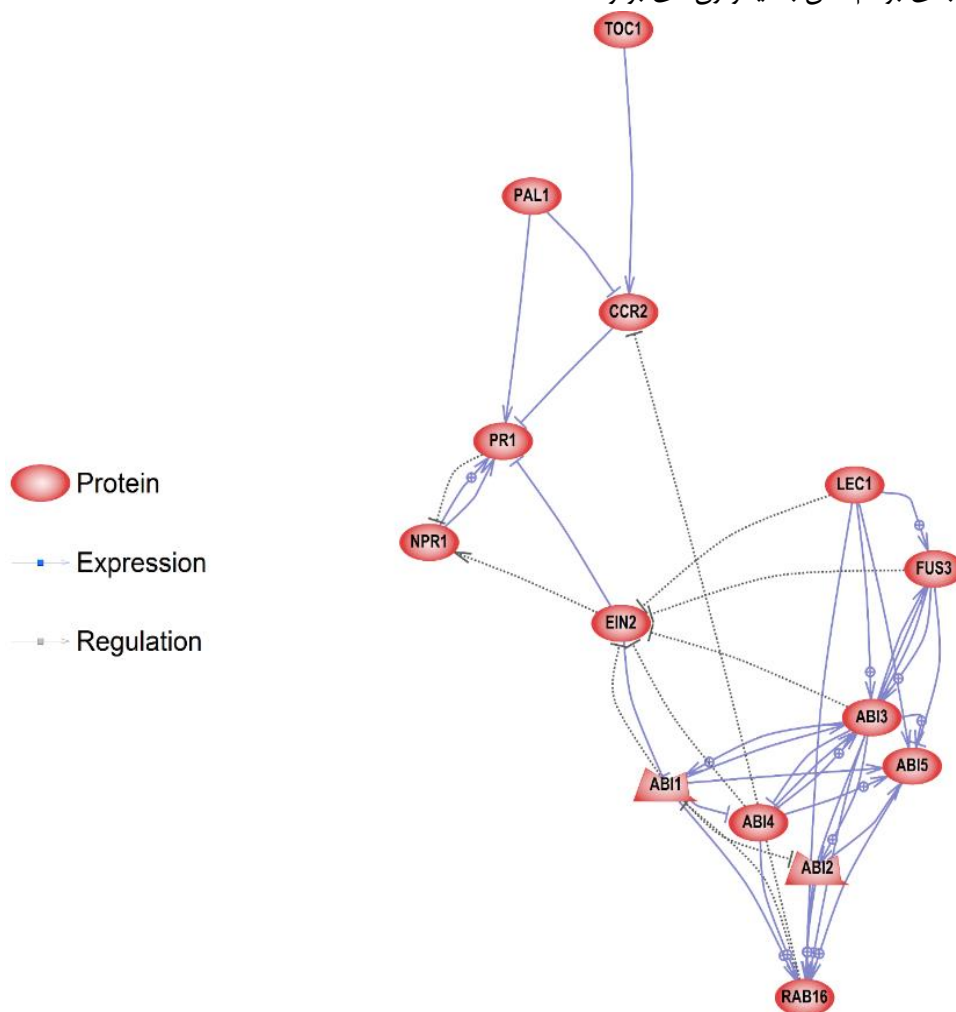 TOC1
PAL1
CCR2
PR1
LEC1
Protein
NPR1
FUS3
Expression
EIN2
Regulation
ABI3
ABI5
ABI1
ABI4
ABI2
RAB16